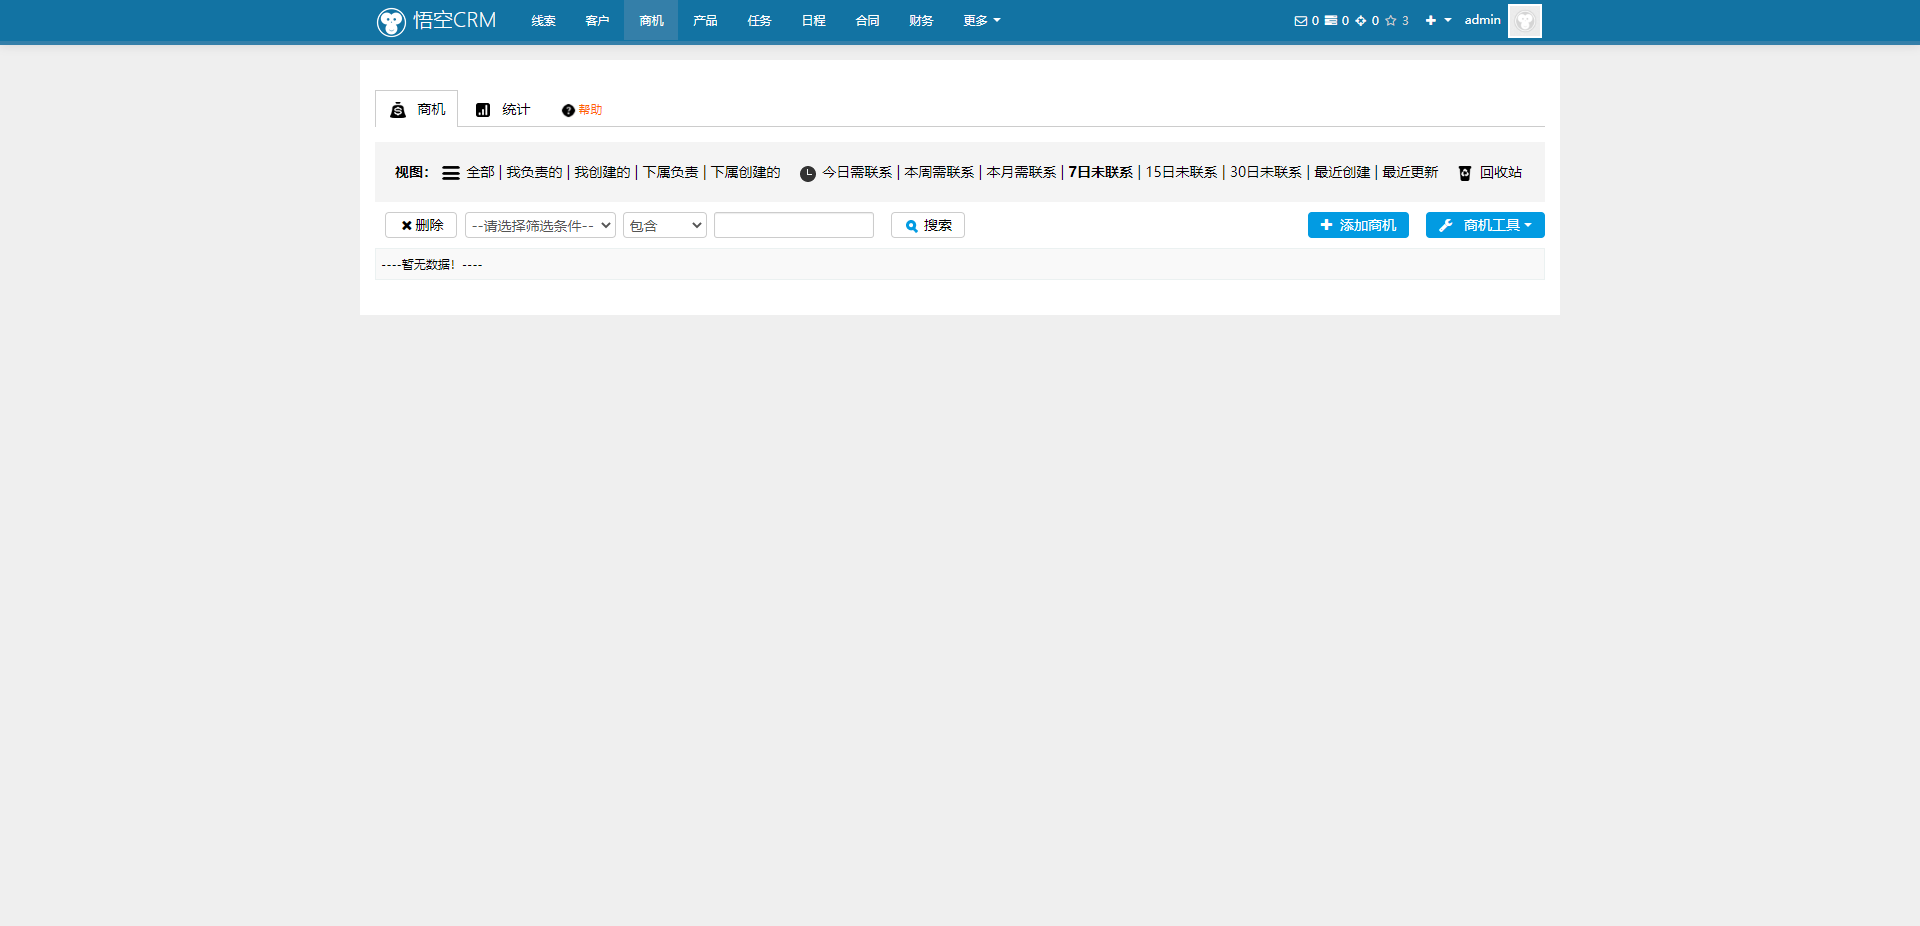 悟空CRM 线索 客户 商机 产品 任务 日程 合同 财务 更多 0 0 0 3 admin
商机 统计 帮助
视图： 全部 | 我负责的 | 我创建的 | 下属负责 | 下属创建的 今日需联系 | 本周需联系 | 本月需联系 | 7日未联系 | 15日未联系 | 30日未联系 | 最近创建 | 最近更新 回收站
删除 --请选择筛选条件-- 包含 搜索 添加商机 商机工具
----暂无数据！----